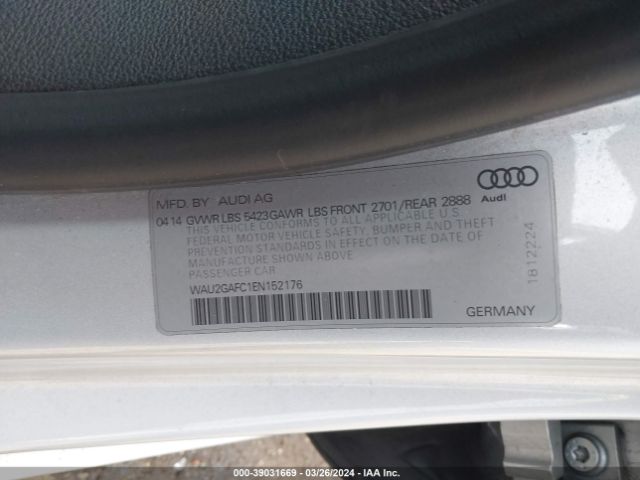 MFD. BY AUDI AG
04 14 GVWR LBS 5423GAWR LBS FRONT 2701/REAR 2888
THIS VEHICLE CONFORMS TO ALL APPLICABLE U.S.
FEDERAL MOTOR VEHICLE SAFETY, BUMPER AND THEFT
PREVENTION STANDARDS IN EFFECT ON THE DATE OF
MANUFACTURE SHOWN ABOVE
PASSENGER CAR
WAU2GAFC1EN152176
Audi
1812224
GERMANY
000-39031669 - 03/26/2024 - IAA Inc.